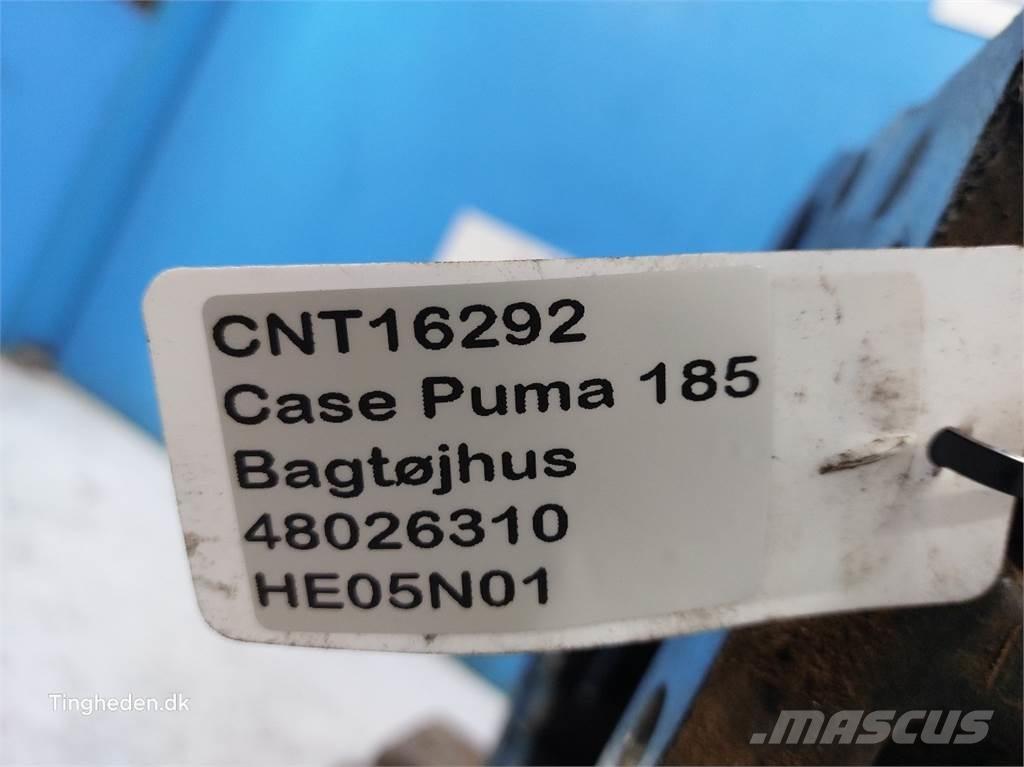 CNT16292
Case Puma 185
Bagtøjhus
48026310
HE05N01
Tingheden.dk
MASCUS